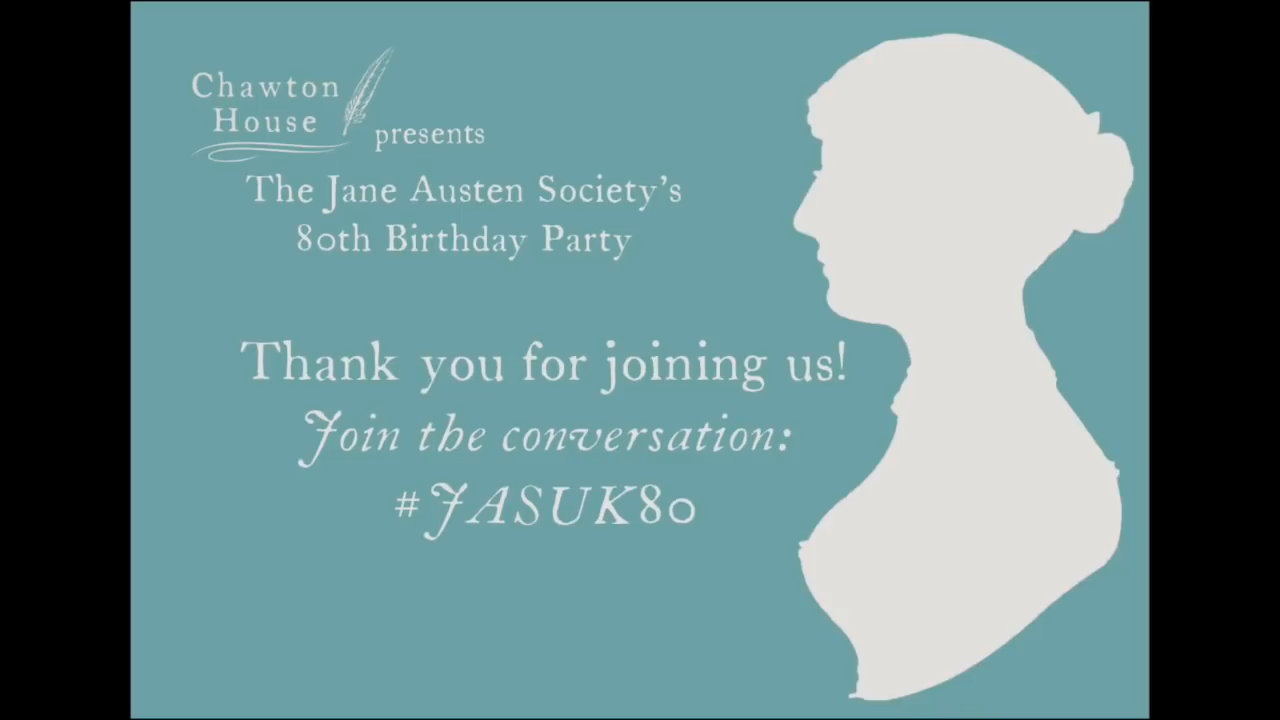 Chawton
House
presents
The Jane Austen Society's
80th Birthday Party
Thank you for joining us!
Join the conversation:
#JASUK80